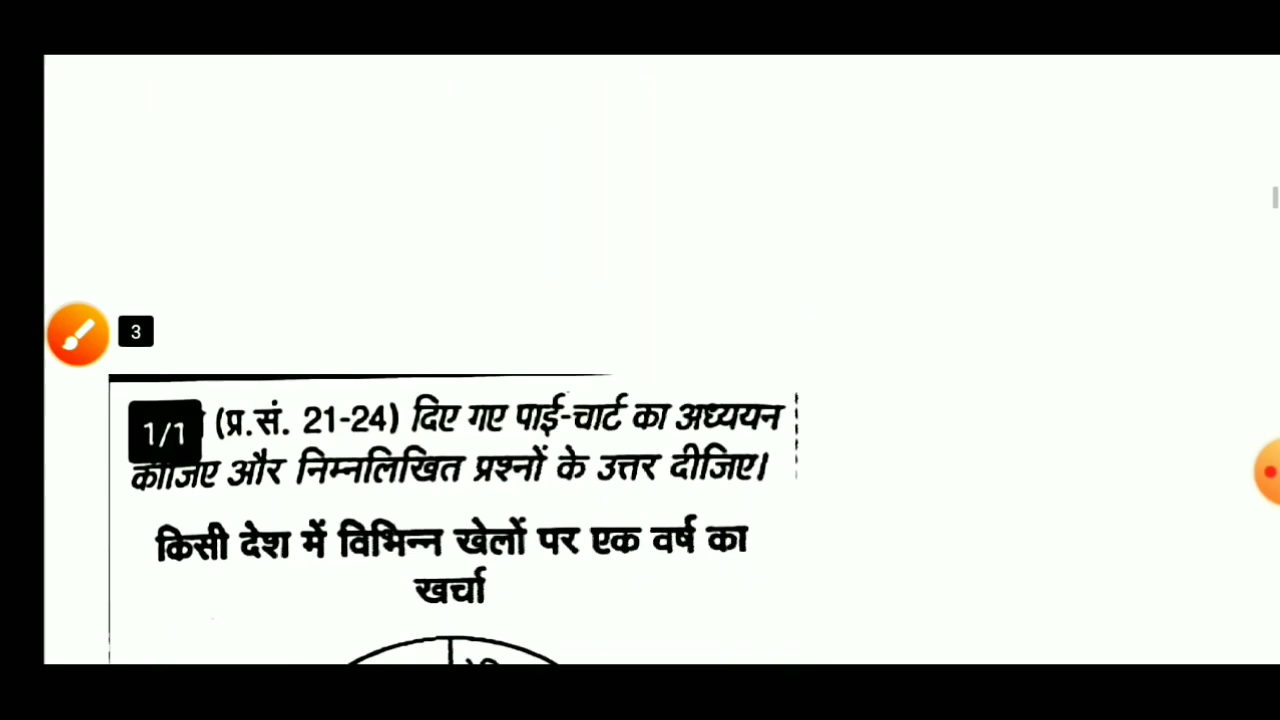 3
1/1 (प्र.सं. 21-24) दिए गए पाई-चार्ट का अध्ययन
कीजिए और निम्नलिखित प्रश्नों के उत्तर दीजिए।
किसी देश में विभिन्न खेलों पर एक वर्ष का
खर्चा